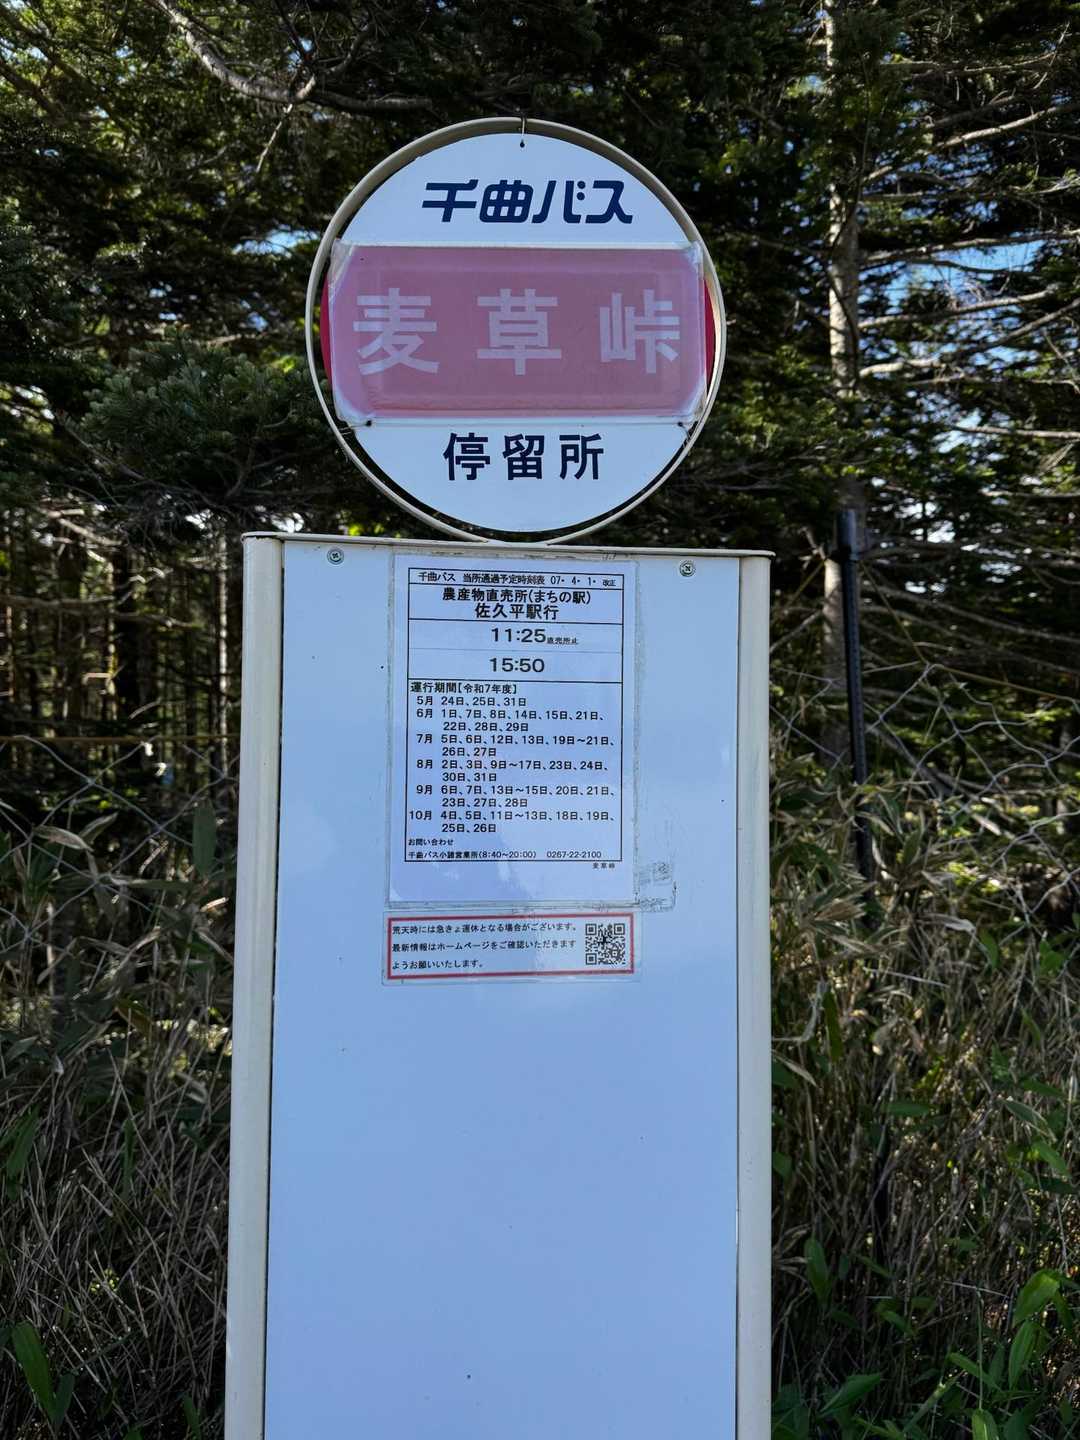 千曲バス
麦草峠
停留所
千曲バス 当所通過予定時刻表 07・4・1・改正
農産物直売所(まちの駅)
佐久平駅行
11:25直売所止
15:50
運行期間【令和7年度】
5月 24日、25日、31日
6月 1日、7日、8日、14日、15日、21日、
22日、28日、29日
7月 5日、6日、12日、13日、19日～21日、
26日、27日
8月 2日、3日、9日～17日、23日、24日、
30日、31日
9月 6日、7日、13日～15日、20日、21日、
23日、27日、28日
10月 4日、5日、11日～13日、18日、19日、
25日、26日
お問い合わせ
千曲バス小諸営業所(8:40～20:00) 0267-22-2100
麦草峠
荒天時には急きょ運休となる場合がございます。
最新情報はホームページをご確認いただきます
ようお願いいたします。